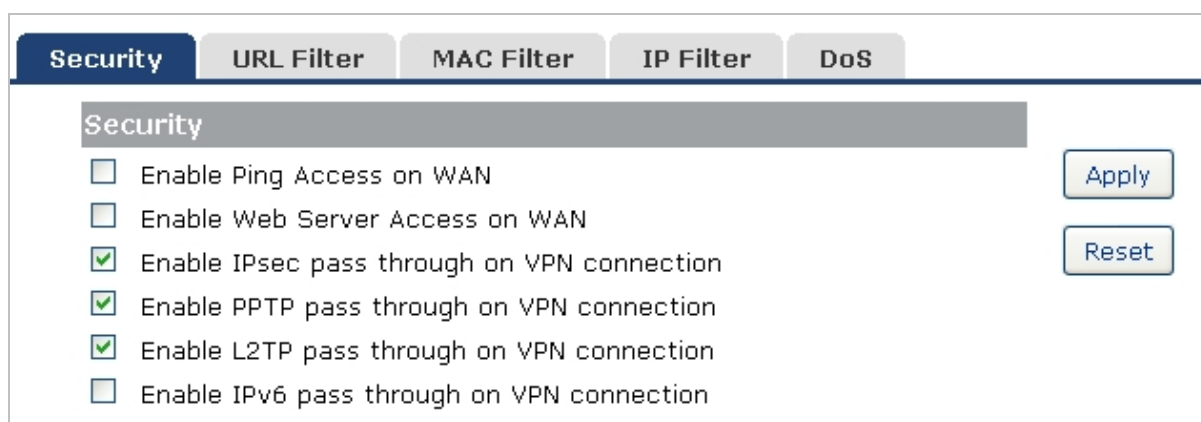 Security URL Filter MAC Filter IP Filter DoS
Security
Enable Ping Access on WAN
Enable Web Server Access on WAN
Enable IPsec pass through on VPN connection
Enable PPTP pass through on VPN connection
Enable L2TP pass through on VPN connection
Enable IPv6 pass through on VPN connection
Apply
Reset